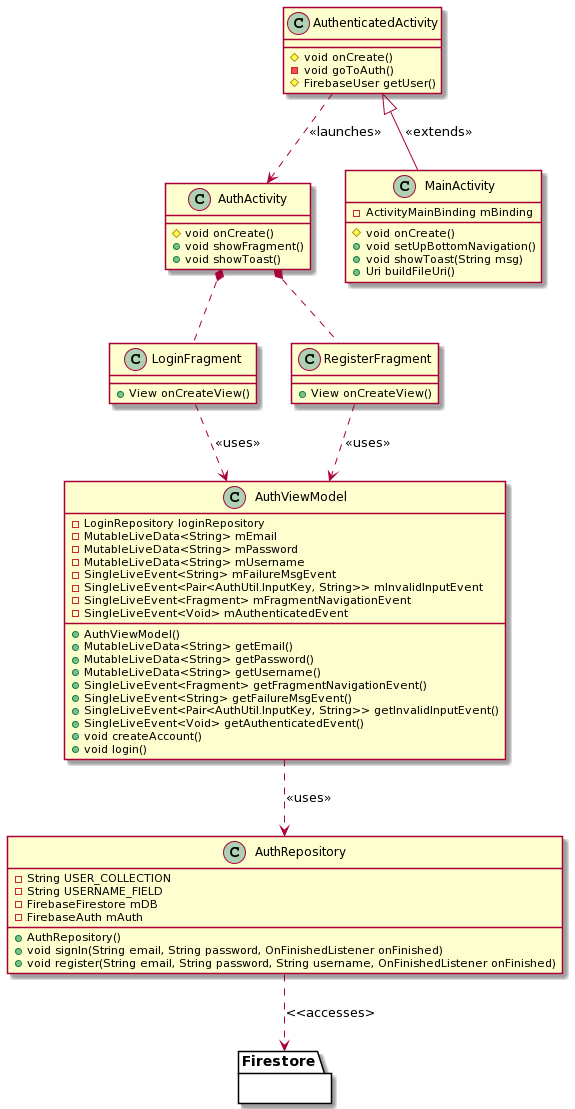 C AuthenticatedActivity
void onCreate()
void goToAuth()
FirebaseUser getUser()
«launches»
«extends»
C AuthActivity
void onCreate()
void showFragment()
void showToast()
C MainActivity
ActivityMainBinding mBinding
void onCreate()
void setUpBottomNavigation()
void showToast(String msg)
Uri buildFileUri()
C LoginFragment
View onCreateView()
C RegisterFragment
View onCreateView()
«uses»
«uses»
C AuthViewModel
LoginRepository loginRepository
MutableLiveData<String> mEmail
MutableLiveData<String> mPassword
MutableLiveData<String> mUsername
SingleLiveEvent<String> mFailureMsgEvent
SingleLiveEvent<Pair<AuthUtil.InputKey, String>> mInvalidInputEvent
SingleLiveEvent<Fragment> mFragmentNavigationEvent
SingleLiveEvent<Void> mAuthenticatedEvent
AuthViewModel()
MutableLiveData<String> getEmail()
MutableLiveData<String> getPassword()
MutableLiveData<String> getUsername()
SingleLiveEvent<Fragment> getFragmentNavigationEvent()
SingleLiveEvent<String> getFailureMsgEvent()
SingleLiveEvent<Pair<AuthUtil.InputKey, String>> getInvalidInputEvent()
SingleLiveEvent<Void> getAuthenticatedEvent()
void createAccount()
void login()
«uses»
C AuthRepository
String USER_COLLECTION
String USERNAME_FIELD
FirebaseFirestore mDB
FirebaseAuth mAuth
AuthRepository()
void signIn(String email, String password, OnFinishedListener onFinished)
void register(String email, String password, String username, OnFinishedListener onFinished)
<<accesses>
Firestore